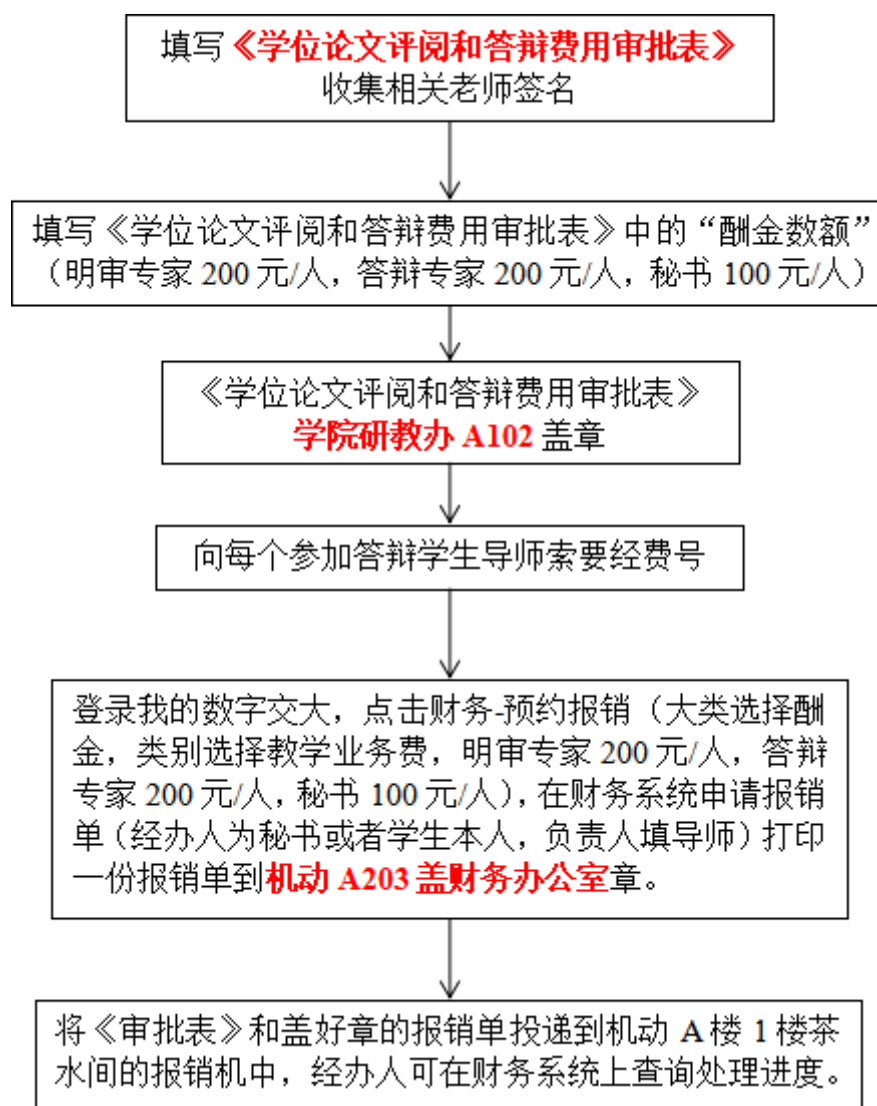 填写《学位论文评阅和答辩费用审批表》
收集相关老师签名
填写《学位论文评阅和答辩费用审批表》中的“酬金数额”
（明审专家 200 元/人，答辩专家 200 元/人，秘书 100 元/人）
《学位论文评阅和答辩费用审批表》
学院研教办 A102 盖章
向每个参加答辩学生导师索要经费号
登录我的数字交大，点击财务-预约报销（大类选择酬
金，类别选择教学业务费，明审专家 200 元/人，答辩
专家 200 元/人，秘书 100 元/人），在财务系统申请报销
单（经办人为秘书或者学生本人，负责人填导师）打印
一份报销单到机动 A203 盖财务办公室章。
将《审批表》和盖好章的报销单投递到机动 A 楼 1 楼茶
水间的报销机中，经办人可在财务系统上查询处理进度。